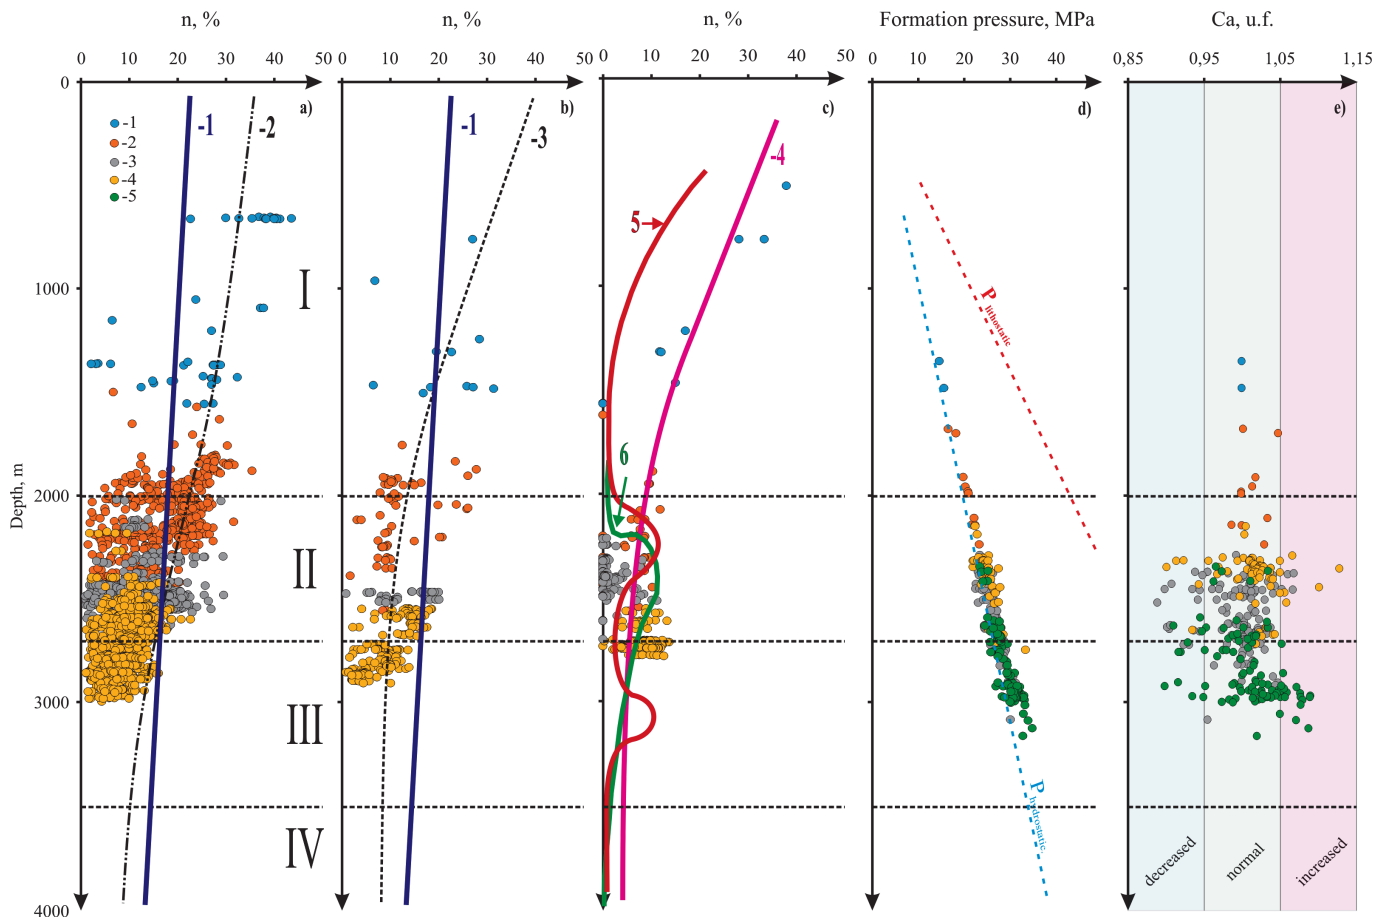 n, %
n, %
n, %
Formation pressure, MPa
Ca, u.f.
0 10 20 30 40 50
0 10 20 30 40 50
0 10 20 30 40 50
0 10 20 30 40
0,85 0,95 1,05 1,15
0
1000
2000
3000
4000
Depth, m
a)
-1
-2
-3
-4
-5
-1
-2
I
II
III
IV
b)
-1
-3
c)
-4
5
6
d)
P lithostatic
P hydrostatic.
e)
decreased
normal
increased